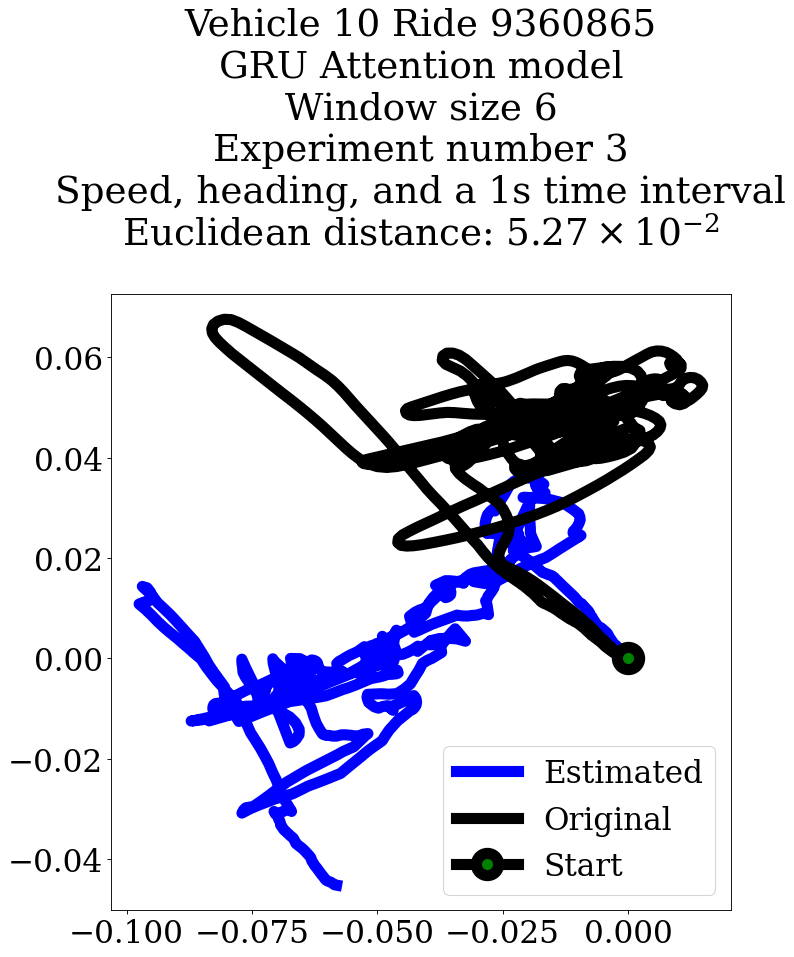 Vehicle 10 Ride 9360865
GRU Attention model
Window size 6
Experiment number 3
Speed, heading, and a 1s time interval
Euclidean distance: 5.27 × 10⁻²
0.06
0.04
0.02
0.00
−0.02
−0.04
Estimated
Original
Start
−0.100 −0.075 −0.050 −0.025 0.000